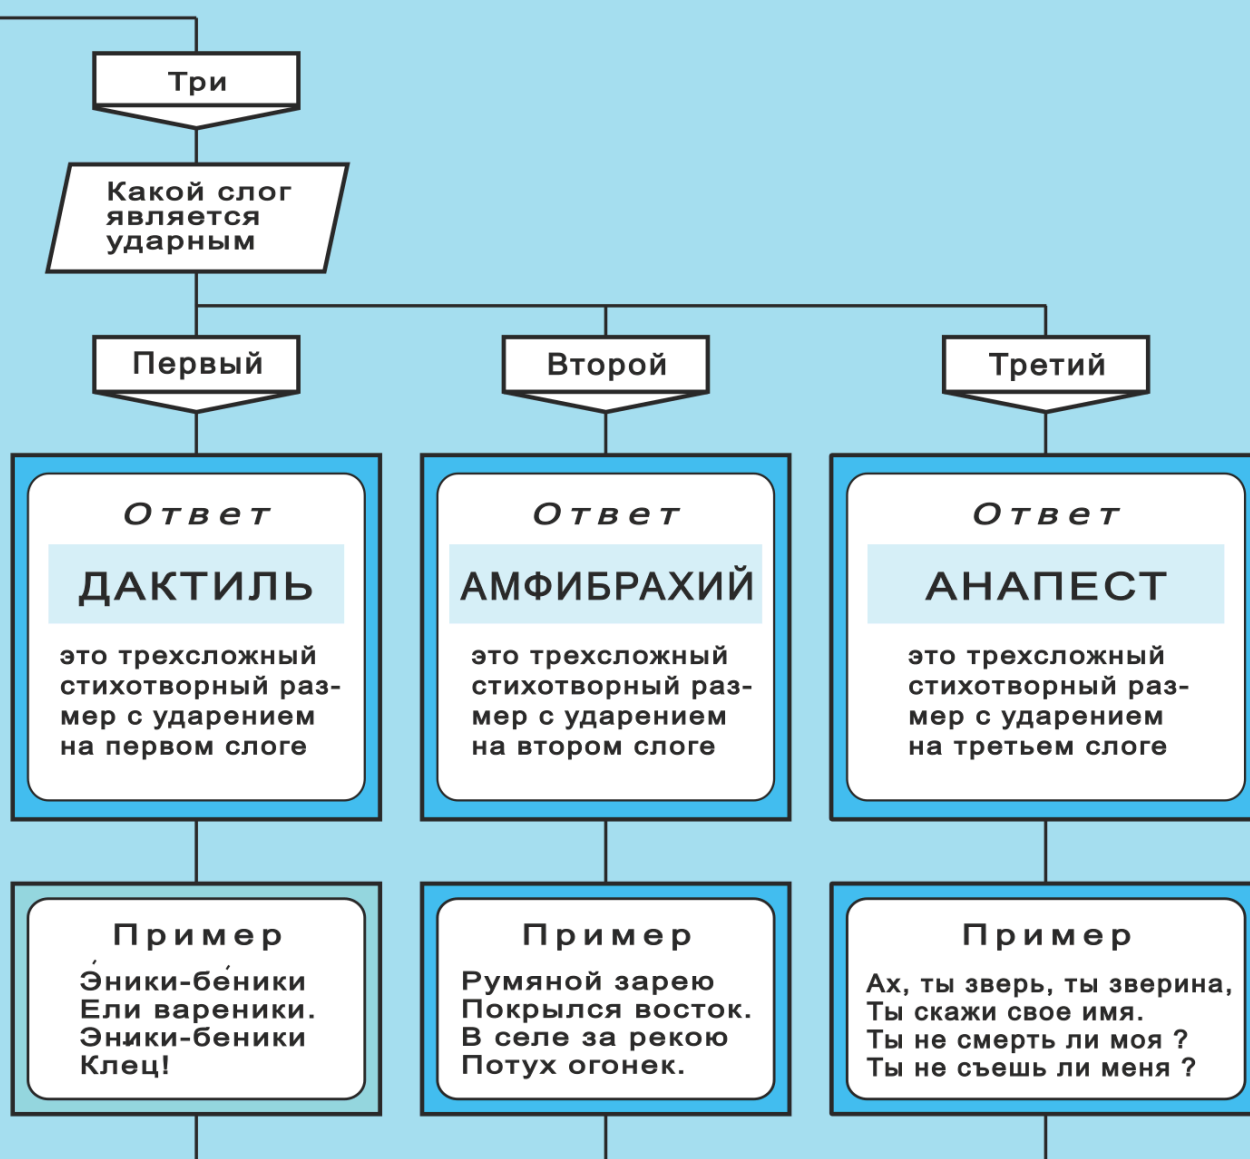 Три
Какой слог
является
ударным
Первый
Второй
Третий
Ответ
ДАКТИЛЬ
это трехсложный
стихотворный раз-
мер с ударением
на первом слоге
Ответ
АМФИБРАХИЙ
это трехсложный
стихотворный раз-
мер с ударением
на втором слоге
Ответ
АНАПЕСТ
это трехсложный
стихотворный раз-
мер с ударением
на третьем слоге
Пример
Э́ники-бе́ники
Ели вареники.
Эники-беники
Клец!
Пример
Румяной зарею
Покрылся восток.
В селе за рекою
Потух огонек.
Пример
Ах, ты зверь, ты зверина,
Ты скажи свое имя.
Ты не смерть ли моя ?
Ты не съешь ли меня ?